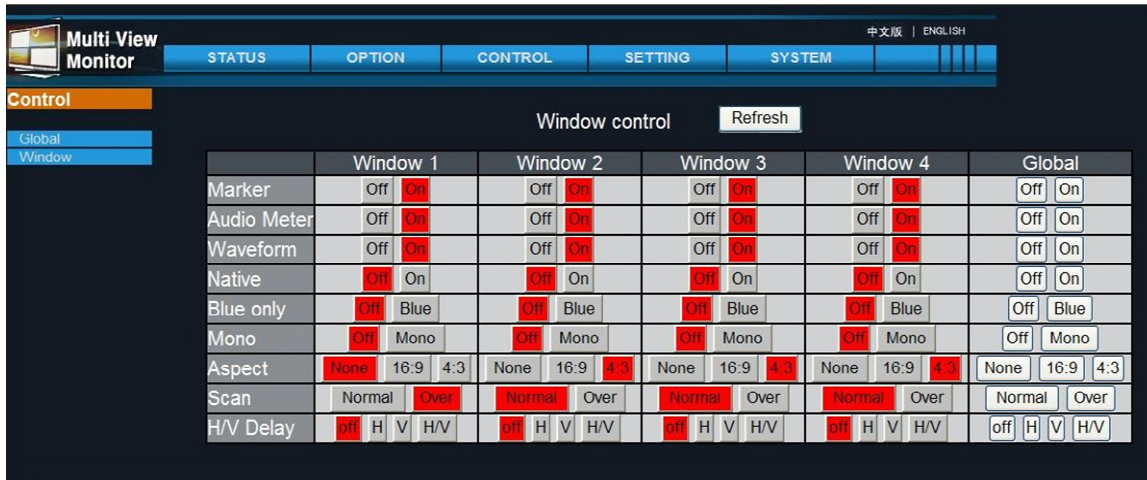 中文版 | ENGLISH
Multi View
Monitor
STATUS OPTION CONTROL SETTING SYSTEM
Control
Global
Window
Window control Refresh
Window 1 Window 2 Window 3 Window 4 Global
Marker Off On Off On Off On Off On Off On
Audio Meter Off On Off On Off On Off On Off On
Waveform Off On Off On Off On Off On Off On
Native Off On Off On Off On Off On Off On
Blue only Off Blue Off Blue Off Blue Off Blue Off Blue
Mono Off Mono Off Mono Off Mono Off Mono Off Mono
Aspect None 16:9 4:3 None 16:9 4:3 None 16:9 4:3 None 16:9 4:3 None 16:9 4:3
Scan Normal Over Normal Over Normal Over Normal Over Normal Over
H/V Delay off H V H/V off H V H/V off H V H/V off H V H/V off H V H/V